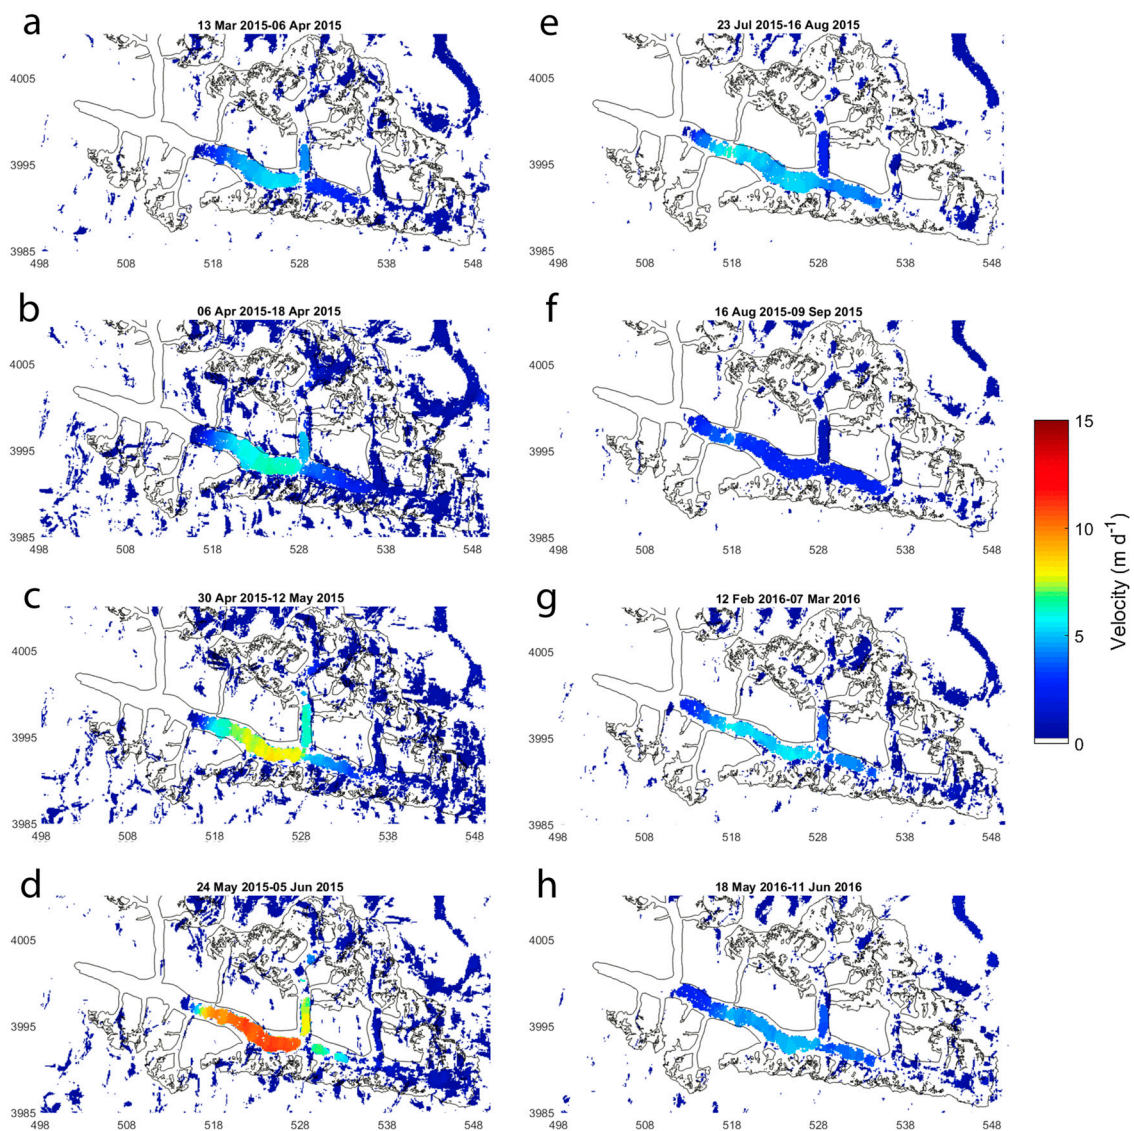 a
13 Mar 2015-06 Apr 2015
4005
3995
3985
498 508 518 528 538 548
b
06 Apr 2015-18 Apr 2015
4005
3995
3985
498 508 518 528 538 548
c
30 Apr 2015-12 May 2015
4005
3995
3985
498 508 518 528 538 548
d
24 May 2015-05 Jun 2015
4005
3995
3985
498 508 518 528 538 548
e
23 Jul 2015-16 Aug 2015
4005
3995
3985
498 508 518 528 538 548
f
16 Aug 2015-09 Sep 2015
4005
3995
3985
498 508 518 528 538 548
g
12 Feb 2016-07 Mar 2016
4005
3995
3985
498 508 518 528 538 548
h
18 May 2016-11 Jun 2016
4005
3995
3985
498 508 518 528 538 548
15
10
5
0
Velocity (m d⁻¹)